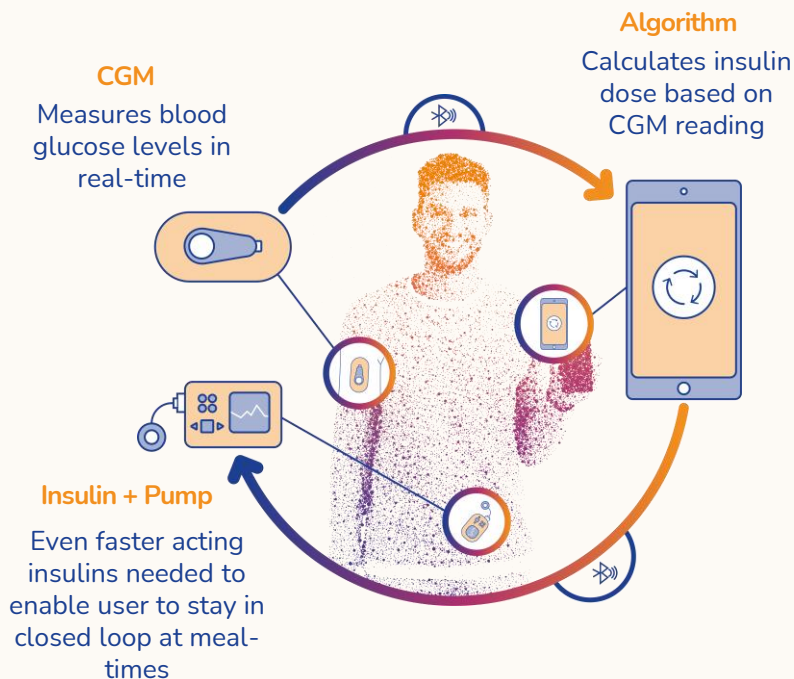 CGM
Measures blood
glucose levels in
real-time
Algorithm
Calculates insulin
dose based on
CGM reading
Insulin + Pump
Even faster acting
insulins needed to
enable user to stay in
closed loop at meal-
times